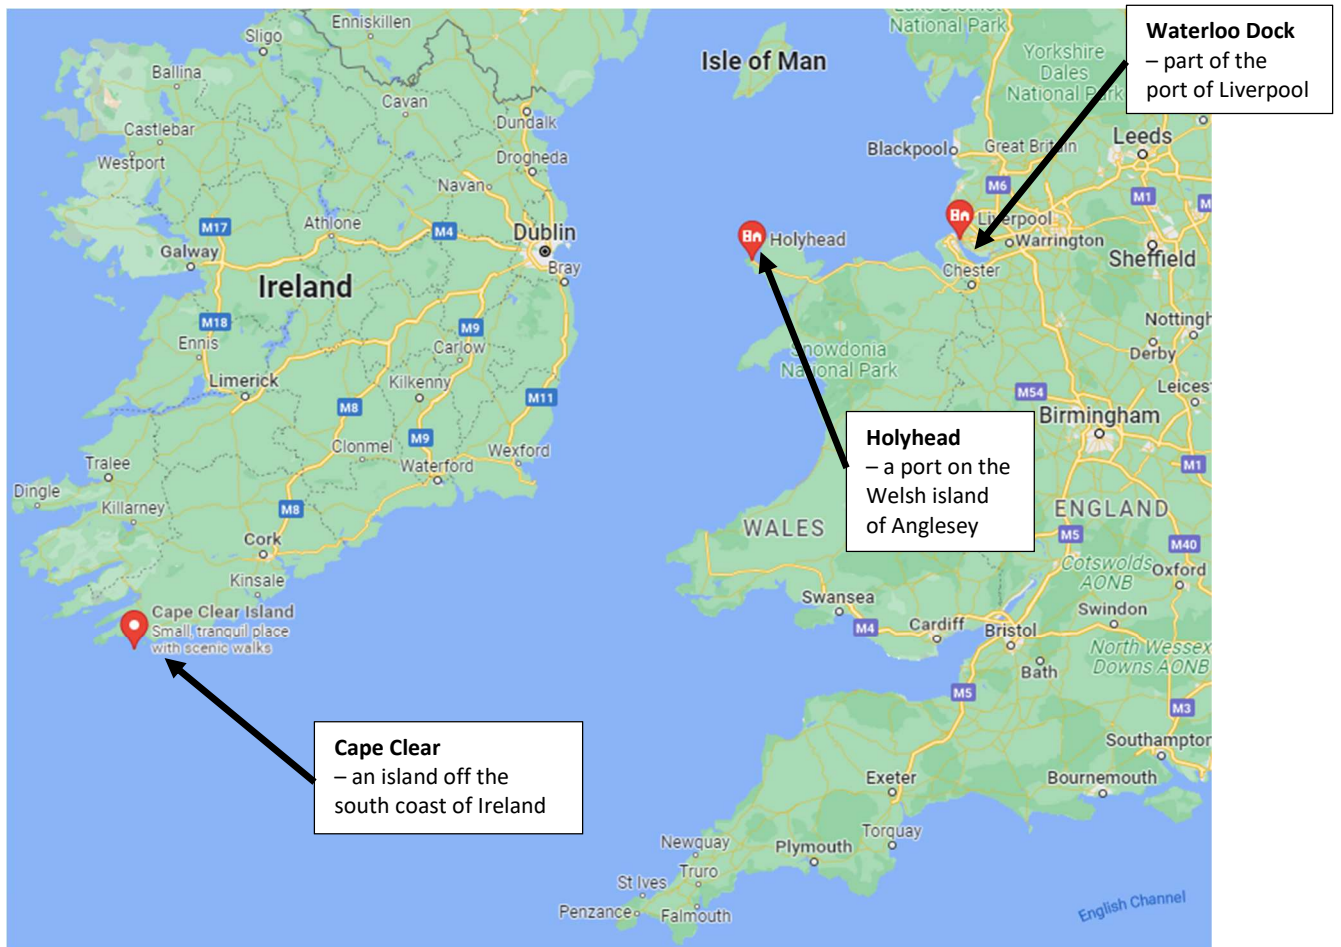 Lake District
National Park
Enniskillen
Sligo
Waterloo Dock
– part of the
port of Liverpool
Isle of Man
Yorkshire
Dales
National Park
Ballina
Cavan
Dundalk
Castlebar
Westport
Drogheda
Blackpool
Great Britain
Leeds
M6
M1
M
Navan
M17
Athlone
M4
Dublin
Galway
Bray
Holyhead
Liverpool
Warrington
Chester
Sheffield
Ireland
M18
Ennis
M9
Carlow
Snowdonia
National Park
Nottingh
Derby
Limerick
Kilkenny
M8
M11
M54
Leices
Birmingham
M9
Clonmel
Waterford
Wexford
Holyhead
– a port on the
Welsh island
of Anglesey
Tralee
Dingle
Killarney
M8
M1
WALES
ENGLAND
M5
M40
Cork
Kinsale
Cotswolds
AONB
Oxford
Swansea
M4
Cardiff
Bristol
Swindon
Bath
North Wessex
Downs AONB
Cape Clear Island
Small, tranquil place
with scenic walks
M5
M3
Cape Clear
– an island off the
south coast of Ireland
Southampton
Exeter
Bournemouth
Torquay
Newquay
Plymouth
Truro
St Ives
Penzance
Falmouth
English Channel